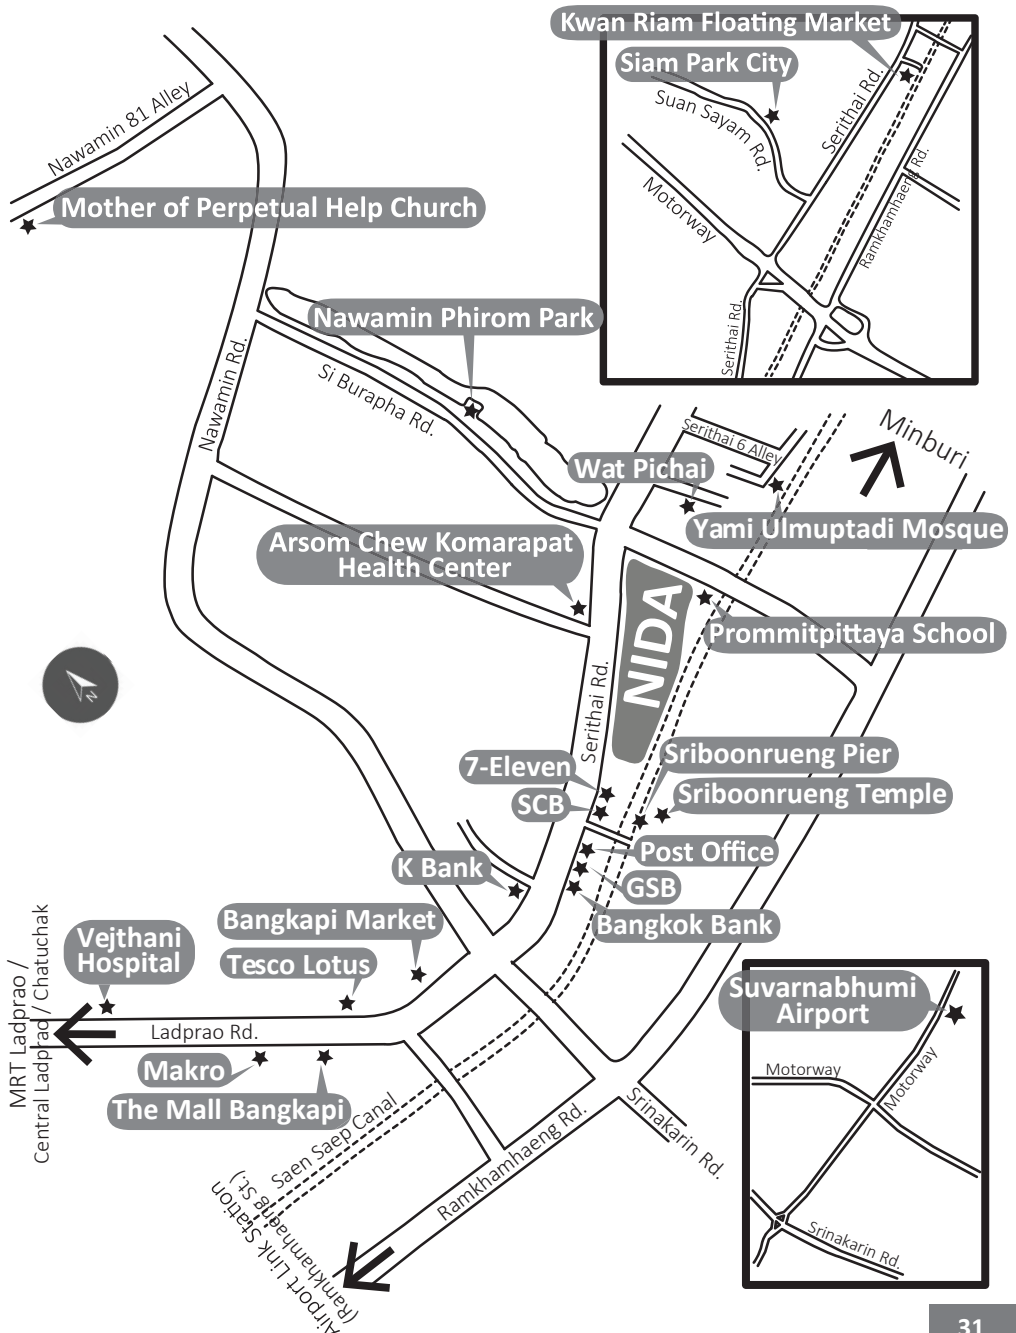 Kwan Riam Floating Market
Siam Park City
Suan Sayam Rd.
Serithai Rd.
Motorway
Ramkhamhaeng Rd.
Serithai Rd.
Nawamin 81 Alley
Mother of Perpetual Help Church
Nawamin Phirom Park
Nawamin Rd.
Si Burapha Rd.
Serithai 6 Alley
Minburi
Wat Pichai
Yami Ulmuptadi Mosque
Arsom Chew Komarapat
Health Center
NIDA
Prommitpittaya School
N
Serithai Rd.
7-Eleven
Sriboonrueng Pier
SCB
Sriboonrueng Temple
Post Office
K Bank
GSB
Bangkok Bank
Bangkapi Market
Vejthani
Hospital
Tesco Lotus
MRT Ladprao /
Central Ladprao / Chatuchak
Ladprao Rd.
Makro
The Mall Bangkapi
Saen Saep Canal
Ramkhamhaeng Rd.
Srinakarin Rd.
Airport Link Station
(Ramkhamhaeng St.)
Suvarnabhumi
Airport
Motorway
Motorway
Srinakarin Rd.
31